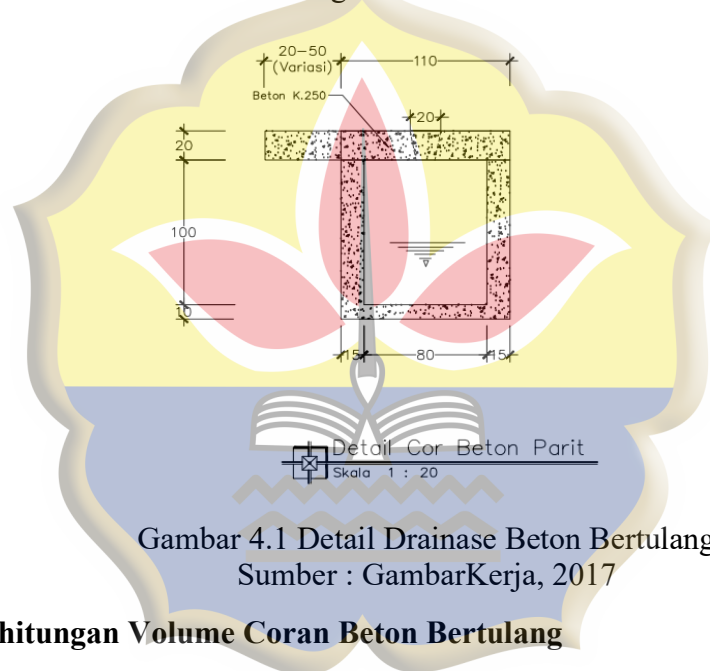 20-50
(Variasi)
110
Beton K.250
20
20
100
10
15
80
15
Detail Cor Beton Parit
Skala 1 : 20
Gambar 4.1 Detail Drainase Beton Bertulang
Sumber : GambarKerja, 2017
hitungan Volume Coran Beton Bertulang